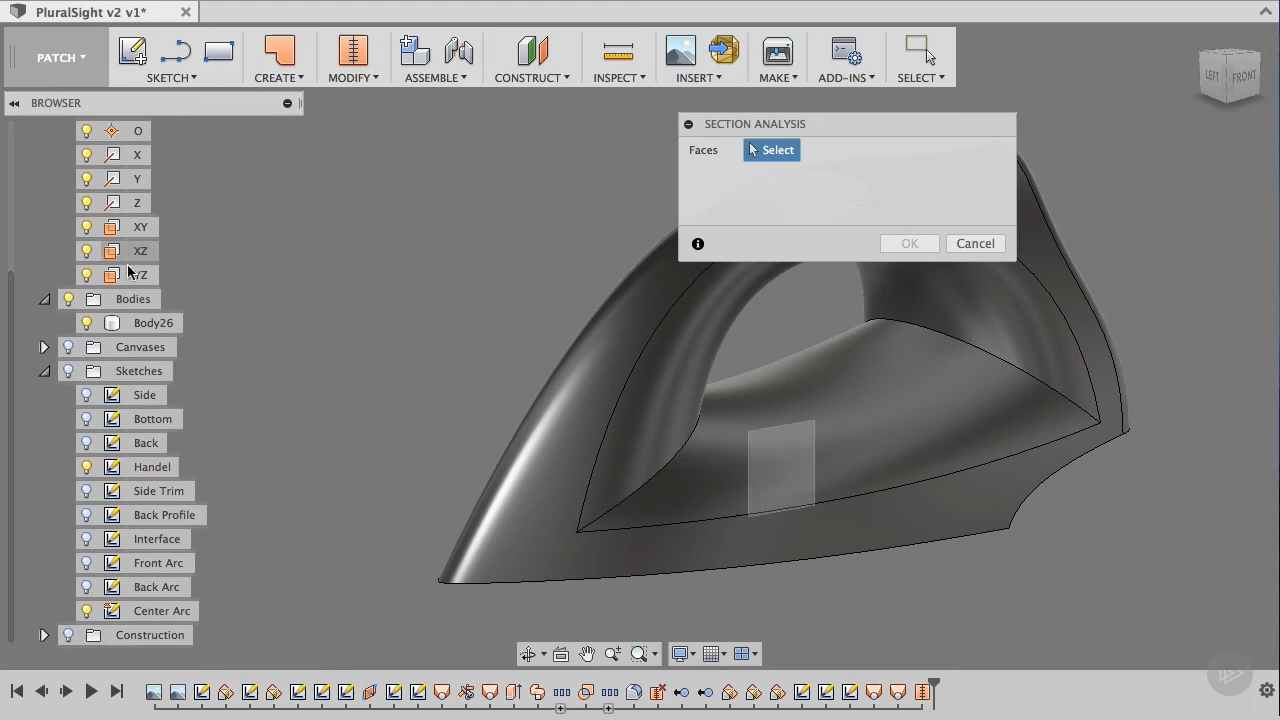 PluralSight v2 v1*
PATCH
SKETCH
CREATE
MODIFY
ASSEMBLE
CONSTRUCT
INSPECT
INSERT
MAKE
ADD-INS
SELECT
LEFT
FRONT
BROWSER
SECTION ANALYSIS
Faces
Select
OK
Cancel
O
X
Y
Z
XY
XZ
YZ
Bodies
Body26
Canvases
Sketches
Side
Bottom
Back
Handel
Side Trim
Back Profile
Interface
Front Arc
Back Arc
Center Arc
Construction